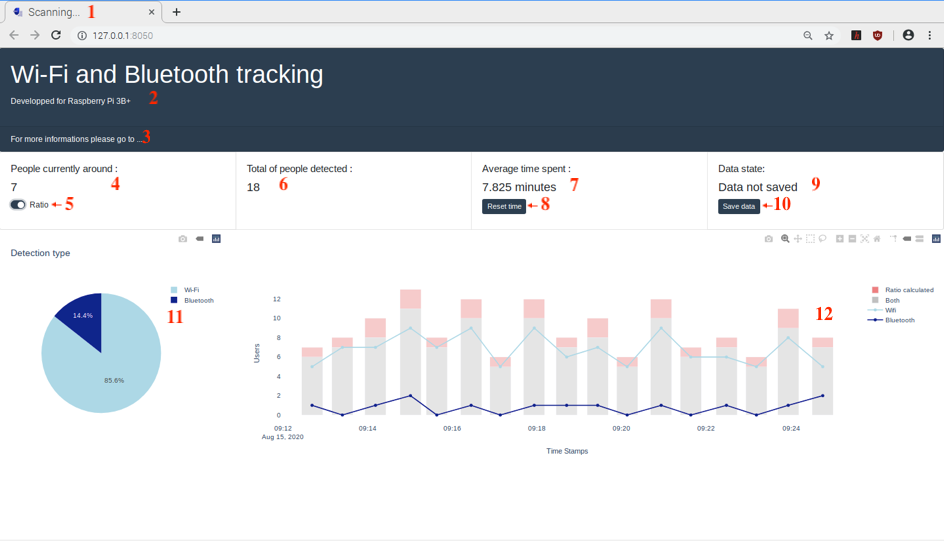 Scanning... 1
127.0.0.1:8050
Wi-Fi and Bluetooth tracking
Developped for Raspberry Pi 3B+ 2
For more informations please go to ... 3
People currently around :
7 4
Ratio 5
Total of people detected :
18 6
Average time spent :
7.825 minutes 7
Reset time 8
Data state:
Data not saved 9
Save data 10
Detection type
Wi-Fi
Bluetooth
11
14.4%
85.6%
Ratio calculated
Both
Wifi
Bluetooth
12
Users
12
10
8
6
4
2
0
09:12 09:14 09:16 09:18 09:20 09:22 09:24
Aug 15, 2020
Time Stamps